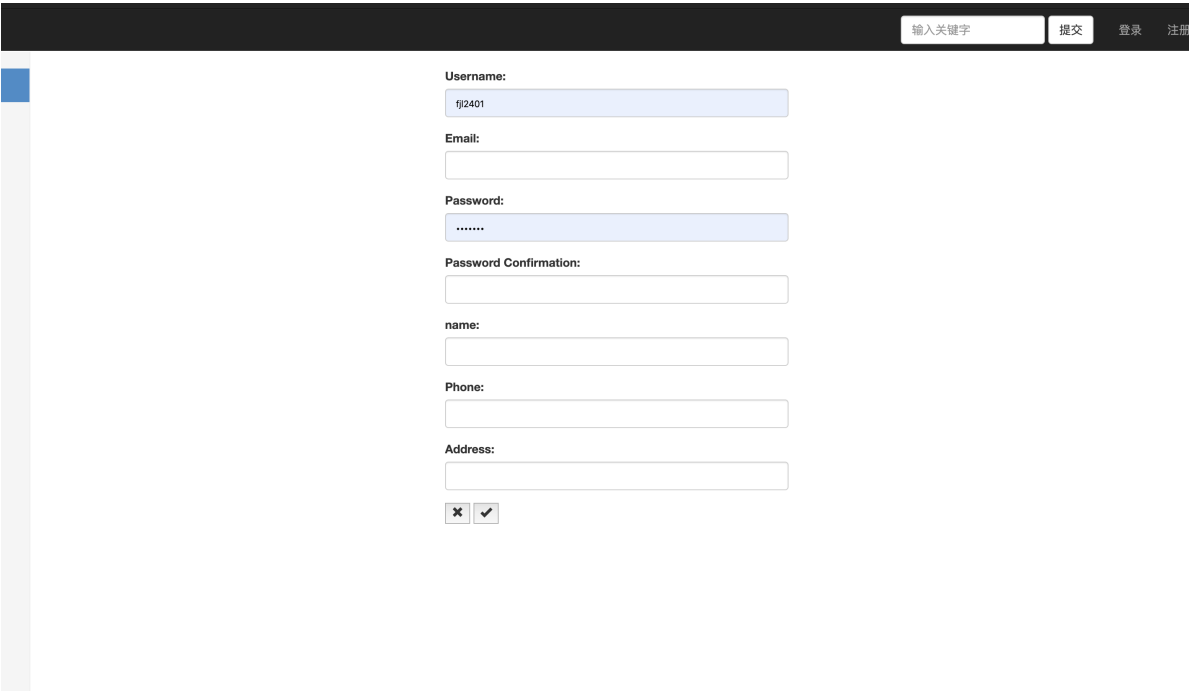 输入关键字 提交 登录 注册
Username:
fjl2401
Email:
Password:
•••••••
Password Confirmation:
name:
Phone:
Address: